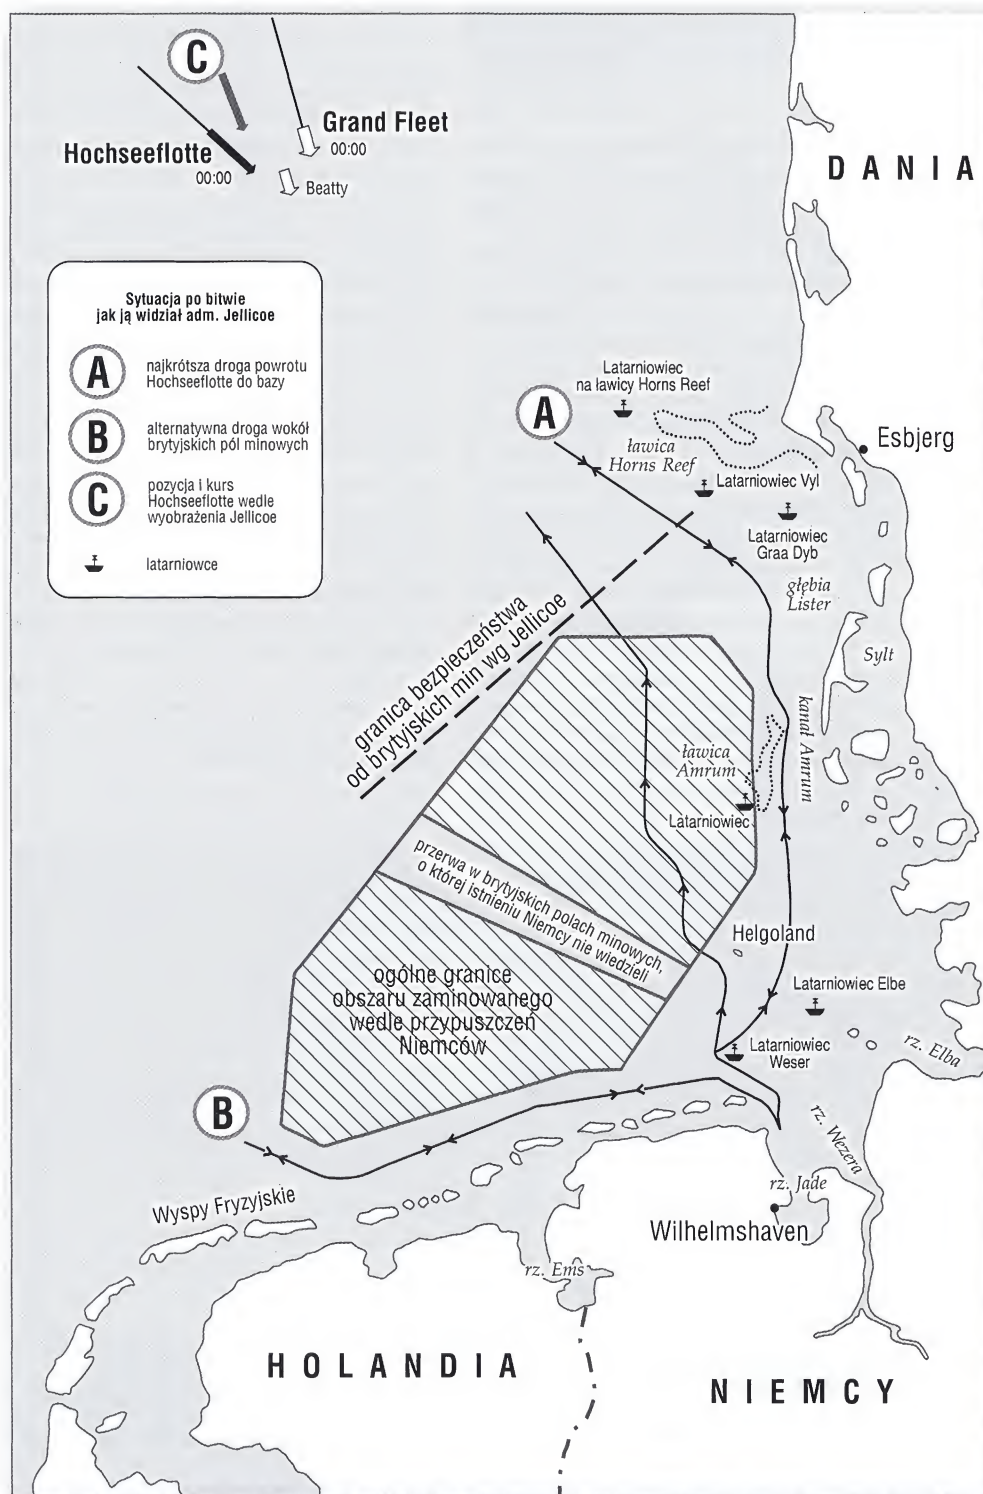 C
Grand Fleet
00:00
Hochseeflotte
00:00
Beatty
DANIA
Sytuacja po bitwie
jak ją widział adm. Jellicoe
A
najkrótsza droga powrotu
Hochseeflotte do bazy
B
alternatywna droga wokół
brytyjskich pól minowych
C
pozycja i kurs
Hochseeflotte wedle
wyobrażenia Jellicoe
latarniowce
Latarniowiec
na ławicy Horns Reef
A
Esbjerg
ławica
Horns Reef
Latarniowiec Vyl
Latarniowiec
Graa Dyb
głębia
Lister
granica bezpieczeństwa
od brytyjskich min wg Jellicoe
Sylt
kanał Amrum
ławica
Amrum
Latarniowiec
przerwa w brytyjskich polach minowych,
o której istnieniu Niemcy nie wiedzieli
Helgoland
ogólne granice
obszaru zaminowanego
wedle przypuszczeń
Niemców
Latarniowiec Elbe
rz. Elba
Latarniowiec
Weser
B
rz. Wezera
rz. Jade
Wyspy Fryzyjskie
Wilhelmshaven
rz. Ems
HOLANDIA
NIEMCY